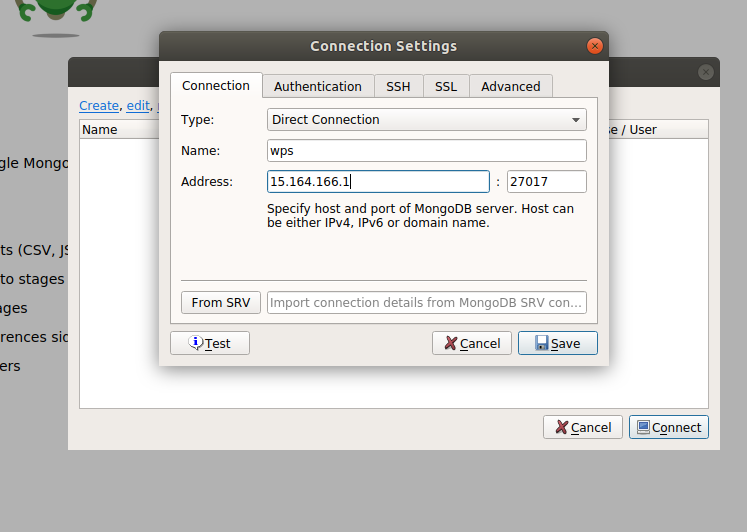 Connection Settings
Connection
Authentication
SSH
SSL
Advanced
Create, edit,
Type:
Direct Connection
Name
/ User
Name:
wps
gle Mongo
Address:
15.164.166.1
:
27017
Specify host and port of MongoDB server. Host can
be either IPv4, IPv6 or domain name.
ts (CSV, JS
to stages
ages
From SRV
Import connection details from MongoDB SRV con...
rences sid
Test
Cancel
Save
ers
Cancel
Connect